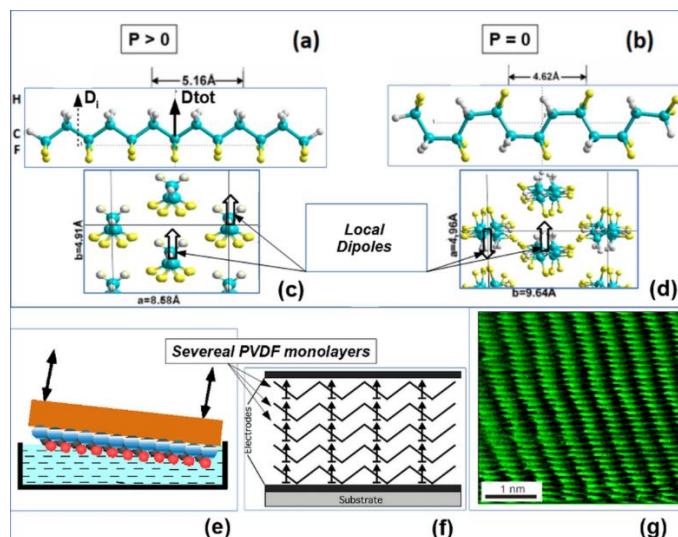 P > 0
(a)
P = 0
(b)
5.16Å
4.62Å
H
Di
Dtot
C
F
b=4.91Å
a=4.96Å
Local
Dipoles
(c)
a=8.58Å
b=9.64Å
(d)
Severeal PVDF monolayers
Electrodes
Substrate
1 nm
(e)
(f)
(g)